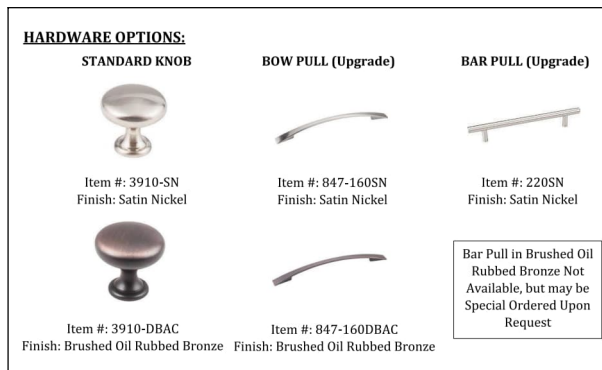 HARDWARE OPTIONS:
STANDARD KNOB
BOW PULL (Upgrade)
BAR PULL (Upgrade)
Item #: 3910-SN
Finish: Satin Nickel
Item #: 847-160SN
Finish: Satin Nickel
Item #: 220SN
Finish: Satin Nickel
Item #: 3910-DBAC
Finish: Brushed Oil Rubbed Bronze
Item #: 847-160DBAC
Finish: Brushed Oil Rubbed Bronze
Bar Pull in Brushed Oil
Rubbed Bronze Not
Available, but may be
Special Ordered Upon
Request